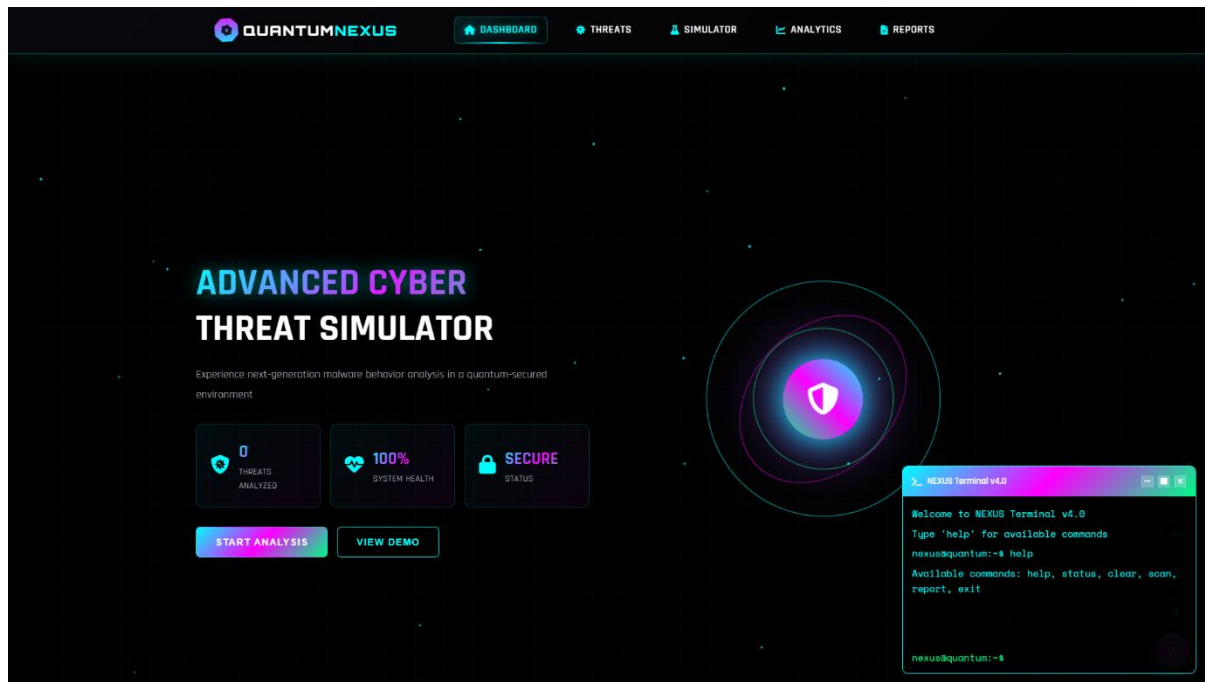 QUANTUMNEXUS
DASHBOARD
THREATS
SIMULATOR
ANALYTICS
REPORTS
ADVANCED CYBER
THREAT SIMULATOR
Experience next-generation malware behavior analysis in a quantum-secured
environment
0
THREATS
ANALYZED
100%
SYSTEM HEALTH
SECURE
STATUS
START ANALYSIS
VIEW DEMO
NEXUS Terminal v4.0
Welcome to NEXUS Terminal v4.0
Type 'help' for available commands
nexus@quantum:~$ help
Available commands: help, status, clear, scan,
report, exit
nexus@quantum:~$